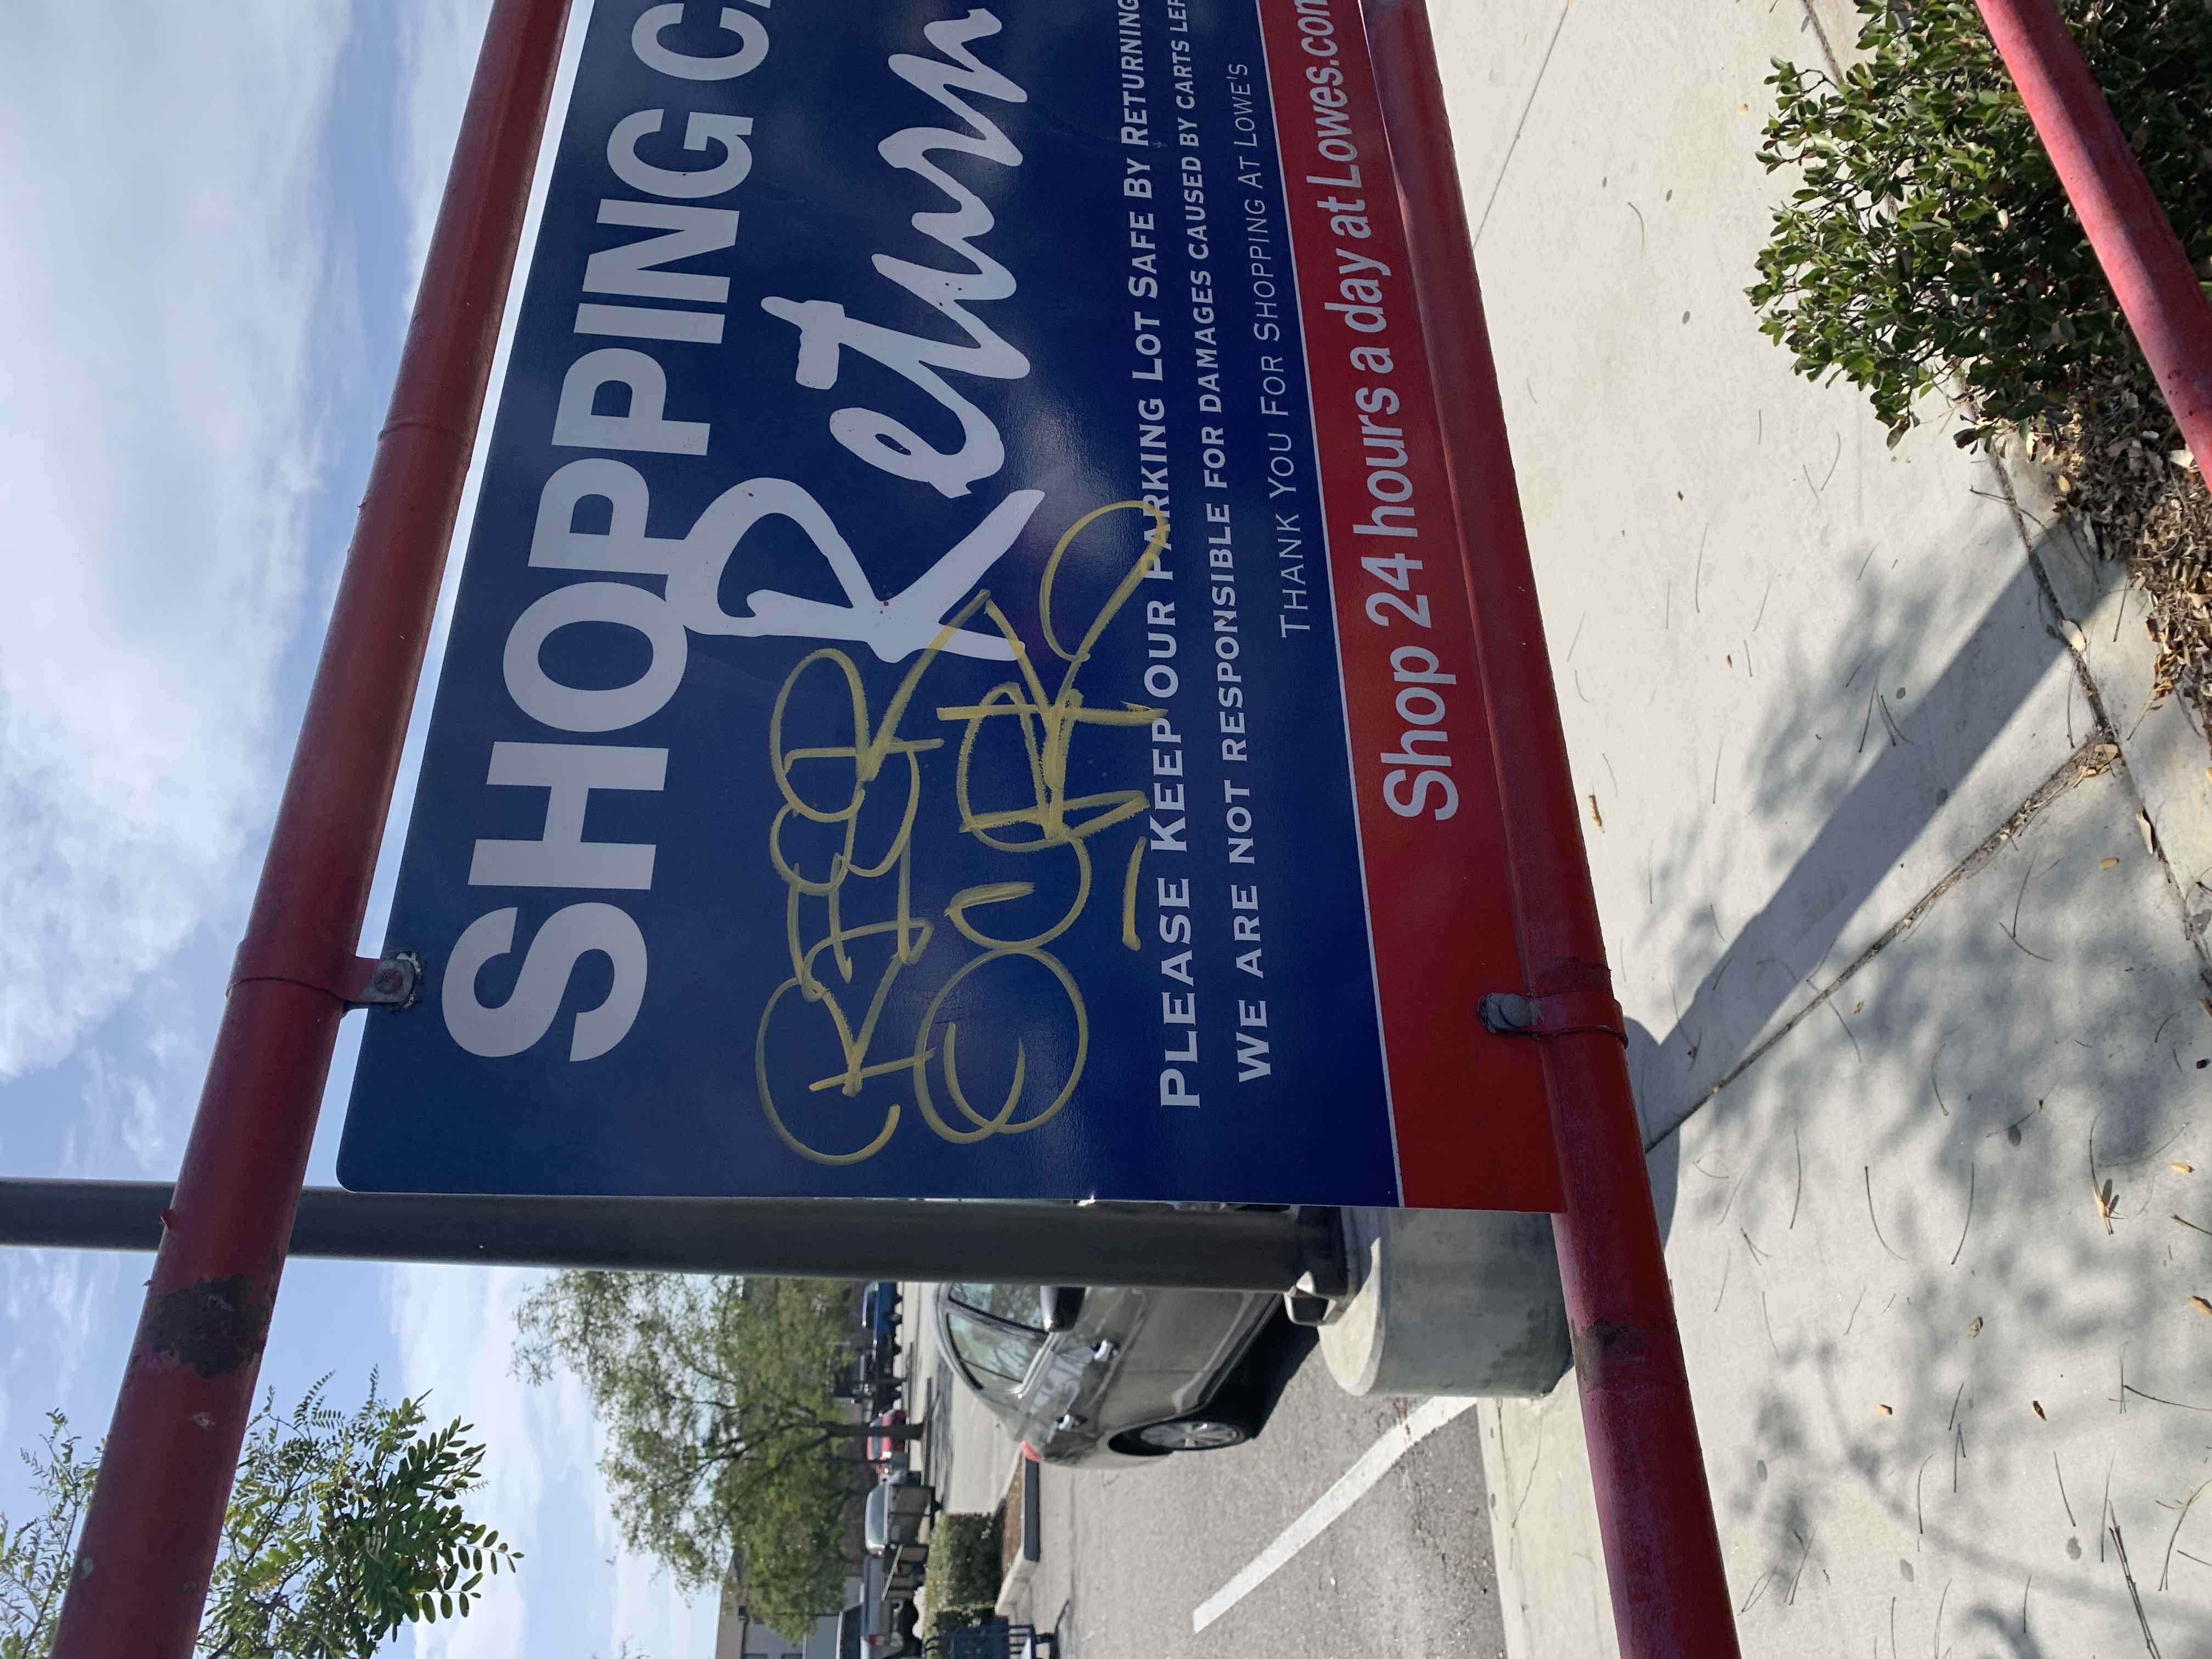 SHOPPING C
Return
PLEASE KEEP OUR PARKING LOT SAFE BY RETURNING
WE ARE NOT RESPONSIBLE FOR DAMAGES CAUSED BY CARTS LEF
THANK YOU FOR SHOPPING AT LOWE'S
Shop 24 hours a day at Lowes.com